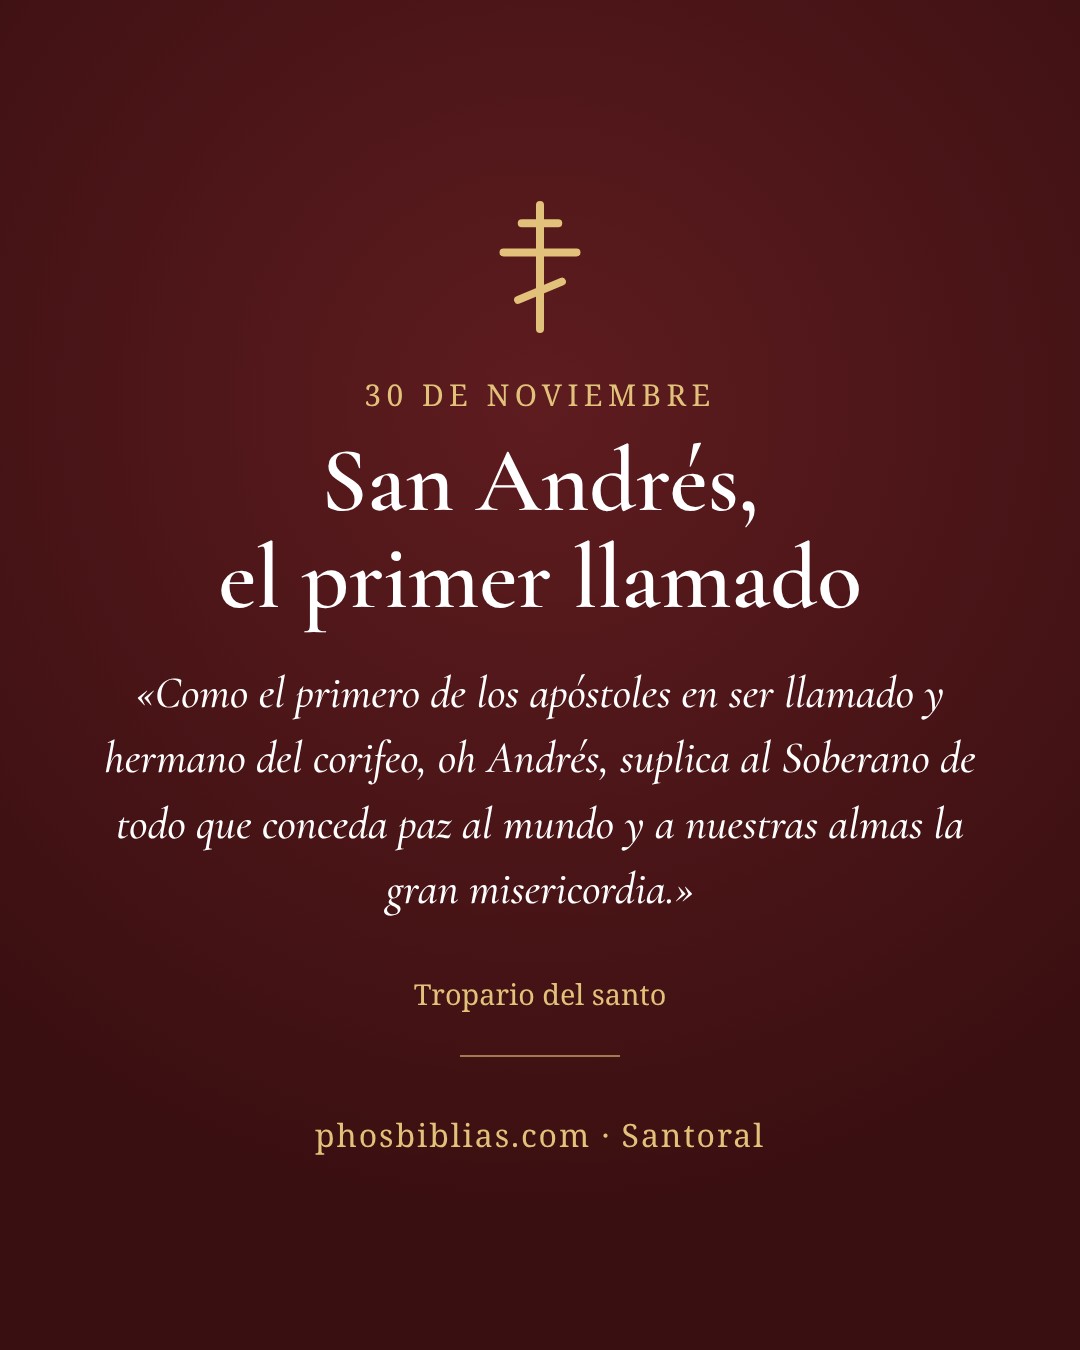 30 DE NOVIEMBRE
San Andrés,
el primer llamado
«Como el primero de los apóstoles en ser llamado y
hermano del corifeo, oh Andrés, suplica al Soberano de
todo que conceda paz al mundo y a nuestras almas la
gran misericordia.»
Tropario del santo
phosbiblias.com · Santoral